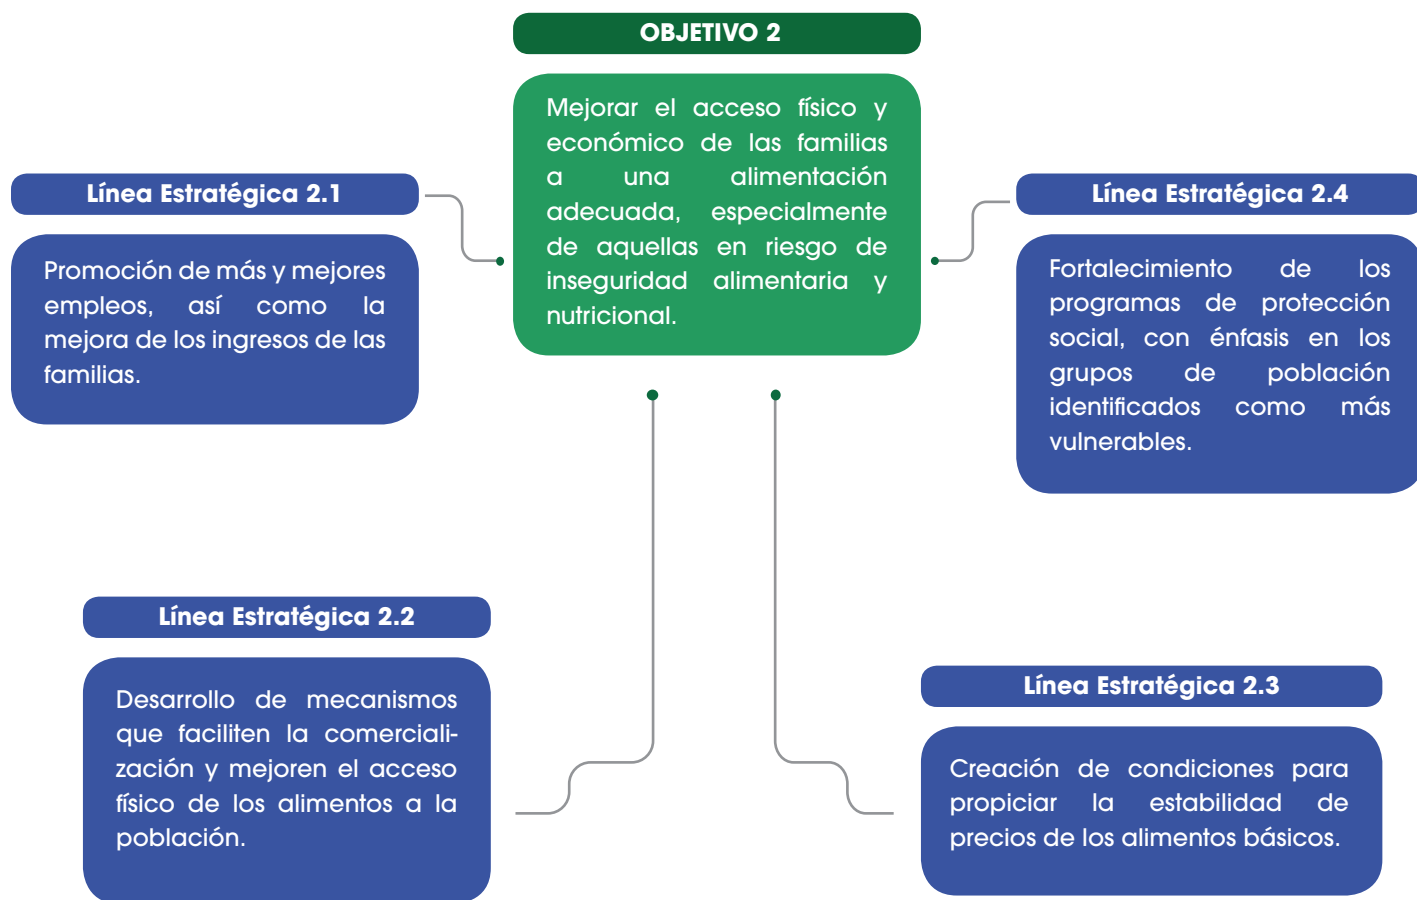 OBJETIVO 2
Mejorar el acceso físico y
económico de las familias
a una alimentación
adecuada, especialmente
de aquellas en riesgo de
inseguridad alimentaria y
nutricional.
Línea Estratégica 2.1
Promoción de más y mejores
empleos, así como la
mejora de los ingresos de las
familias.
Línea Estratégica 2.4
Fortalecimiento de los
programas de protección
social, con énfasis en los
grupos de población
identificados como más
vulnerables.
Línea Estratégica 2.2
Desarrollo de mecanismos
que faciliten la comerciali-
zación y mejoren el acceso
físico de los alimentos a la
población.
Línea Estratégica 2.3
Creación de condiciones para
propiciar la estabilidad de
precios de los alimentos básicos.